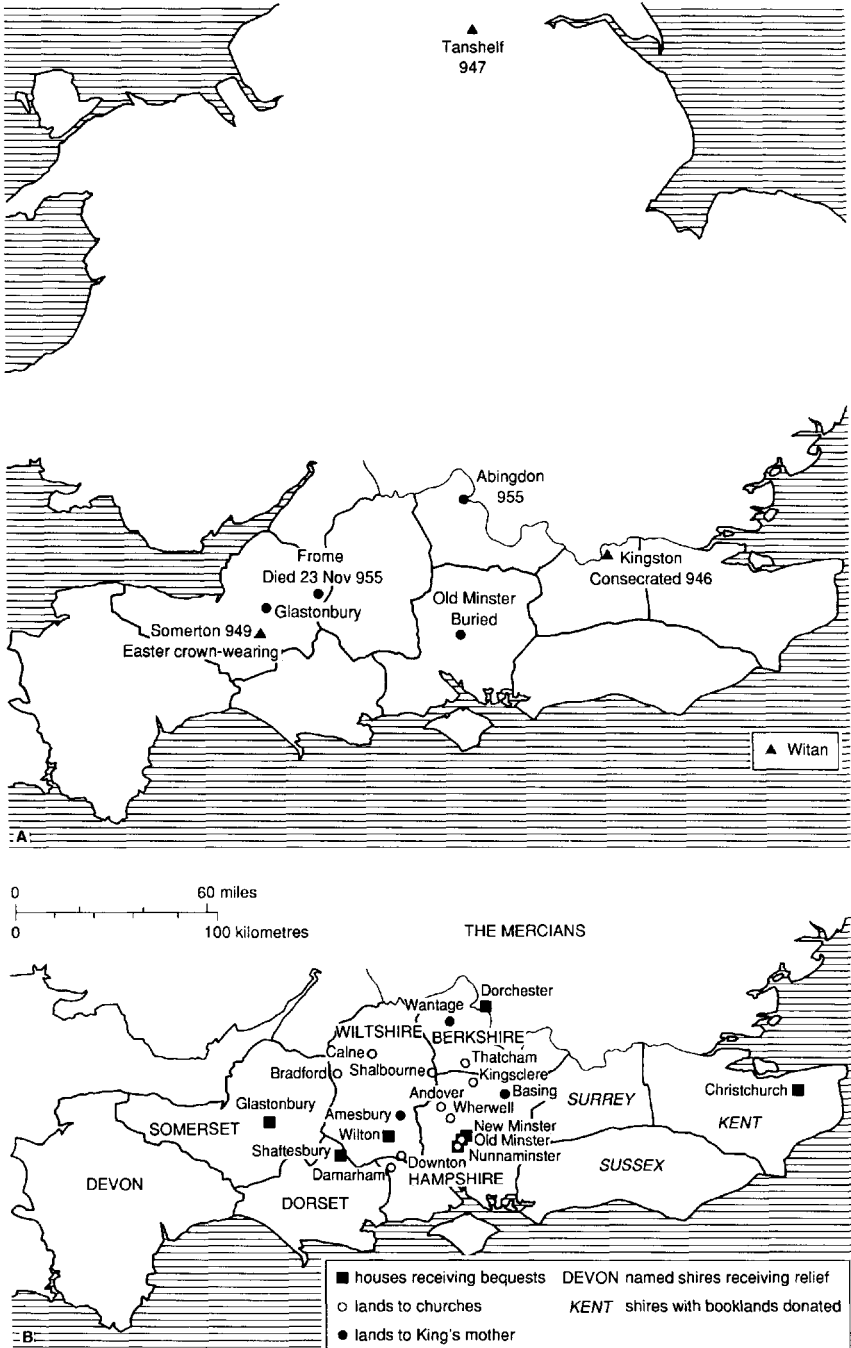 Tanshelf
947
Abingdon
955
Frome
Died 23 Nov 955
Glastonbury
Kingston
Consecrated 946
Old Minster
Buried
Somerton 949
Easter crown-wearing
▲ Witan
A
0 60 miles
0 100 kilometres
THE MERCIANS
Dorchester
Wantage
WILTSHIRE
BERKSHIRE
Calne
Thatcham
Bradford
Shalbourne
Kingsclere
Andover
Basing
Christchurch
Glastonbury
Amesbury
Wherwell
SURREY
KENT
SOMERSET
Wilton
New Minster
Old Minster
Shaftesbury
Nunnaminster
SUSSEX
Downton
Damarham
HAMPSHIRE
DEVON
DORSET
■ houses receiving bequests DEVON named shires receiving relief
○ lands to churches KENT shires with booklands donated
● lands to King's mother
B